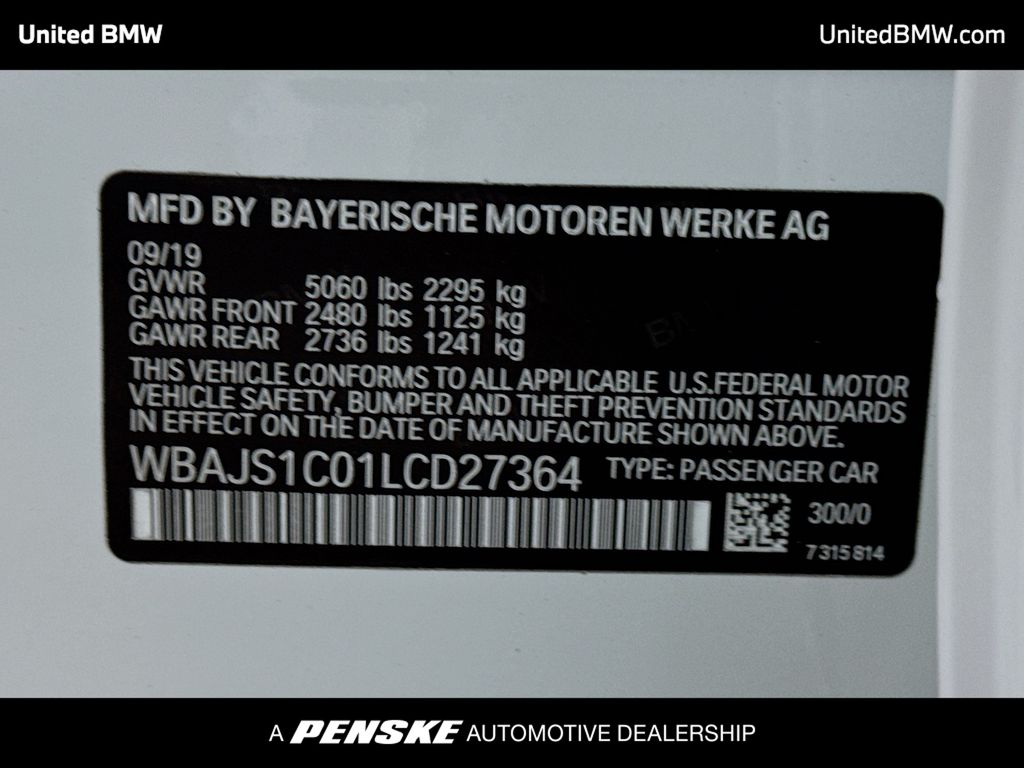 United BMW
UnitedBMW.com
MFD BY BAYERISCHE MOTOREN WERKE AG
09/19
GVWR 5060 lbs 2295 kg
GAWR FRONT 2480 lbs 1125 kg
GAWR REAR 2736 lbs 1241 kg
THIS VEHICLE CONFORMS TO ALL APPLICABLE U.S.FEDERAL MOTOR
VEHICLE SAFETY, BUMPER AND THEFT PREVENTION STANDARDS
IN EFFECT ON THE DATE OF MANUFACTURE SHOWN ABOVE.
WBAJS1C01LCD27364 TYPE: PASSENGER CAR
300/0
7315814
A PENSKE AUTOMOTIVE DEALERSHIP